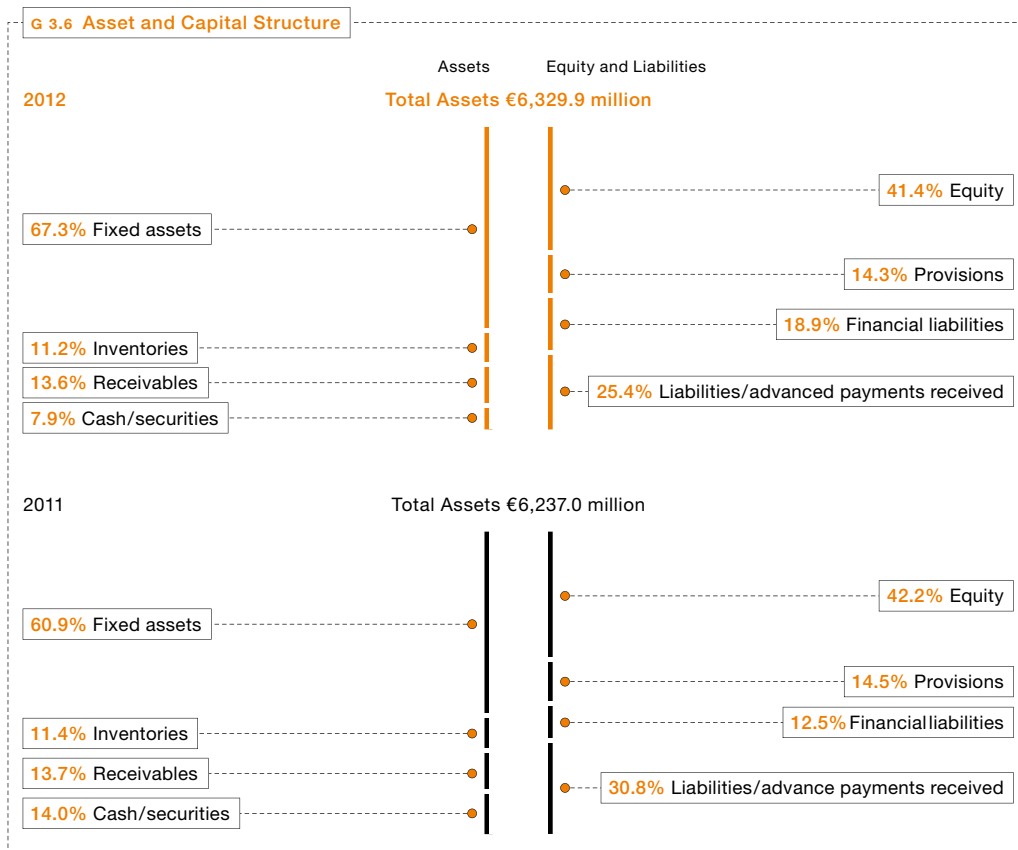 G 3.6 Asset and Capital Structure
Assets Equity and Liabilities
2012 Total Assets €6,329.9 million
41.4% Equity
67.3% Fixed assets
14.3% Provisions
18.9% Financial liabilities
11.2% Inventories
13.6% Receivables
25.4% Liabilities/advanced payments received
7.9% Cash/securities
2011 Total Assets €6,237.0 million
42.2% Equity
60.9% Fixed assets
14.5% Provisions
12.5% Financial liabilities
11.4% Inventories
13.7% Receivables
30.8% Liabilities/advance payments received
14.0% Cash/securities